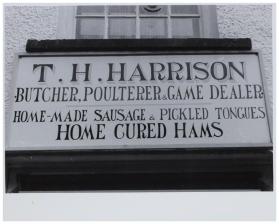 T. H. HARRISON
BUTCHER, POULTERER & GAME DEALER
HOME-MADE SAUSAGE & PICKLED TONGUES
HOME CURED HAMS